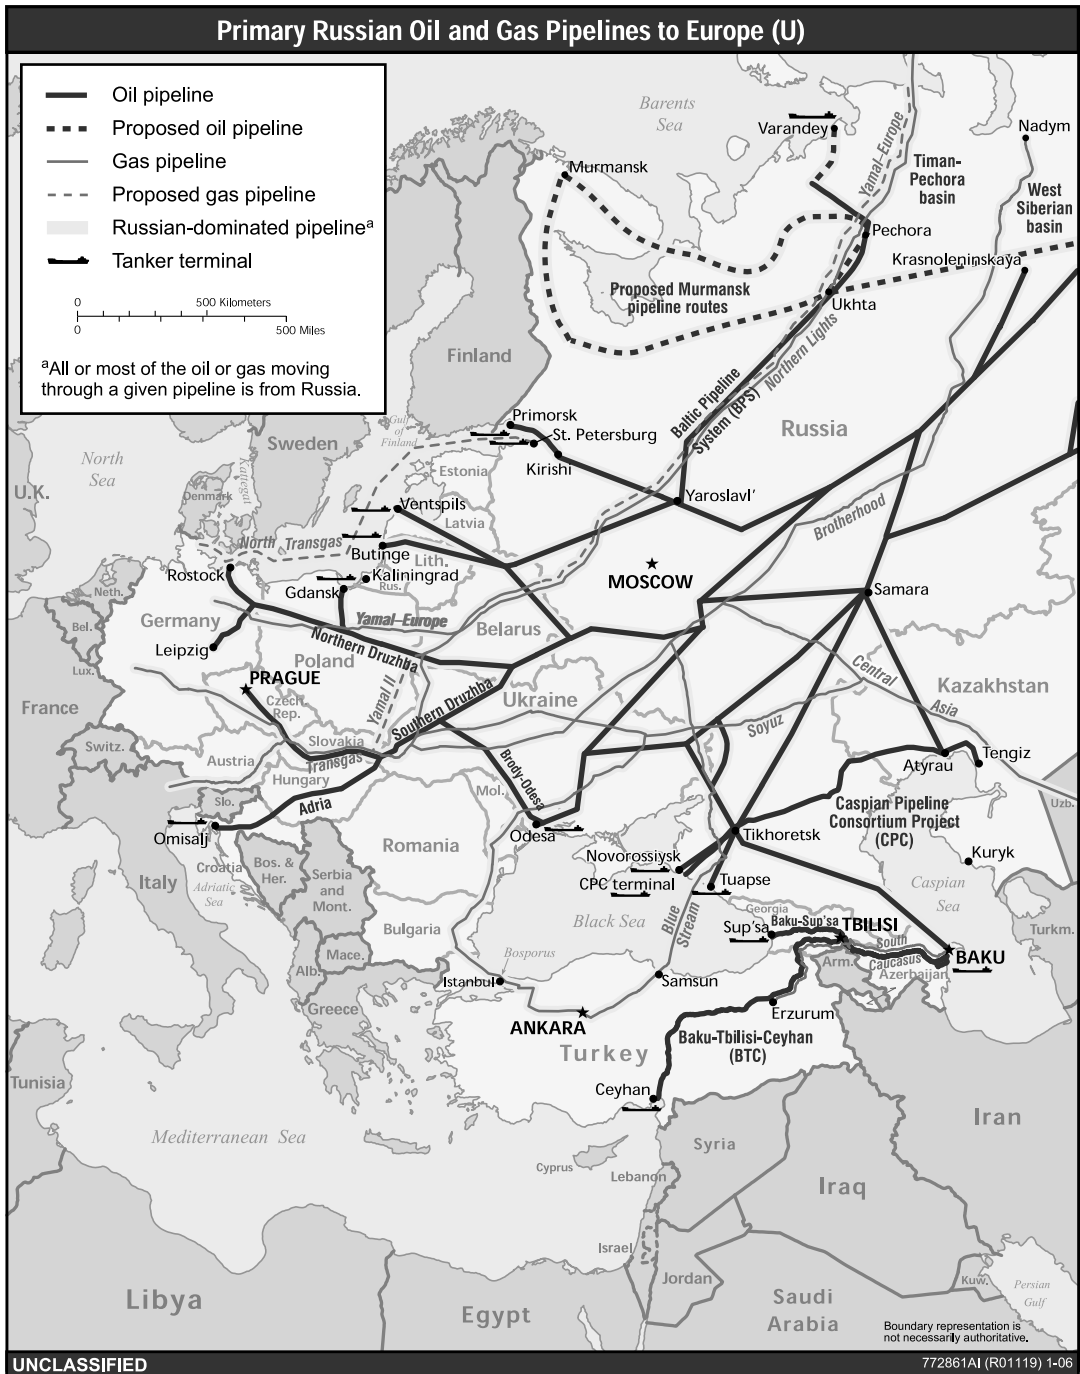 Primary Russian Oil and Gas Pipelines to Europe (U)
Oil pipeline
Proposed oil pipeline
Gas pipeline
Proposed gas pipeline
Russian-dominated pipelineᵃ
Tanker terminal
0 500 Kilometers
0 500 Miles
ᵃAll or most of the oil or gas moving
through a given pipeline is from Russia.
Barents
Sea
Varandey
Murmansk
Yamal–Europe
Timan-
Pechora
basin
Nadym
West
Siberian
basin
Pechora
Krasnoleninskaya
Proposed Murmansk
pipeline routes
Ukhta
Northern Lights
Finland
Baltic Pipeline
System (BPS)
Russia
Primorsk
St. Petersburg
Kirishi
Gulf
of
Finland
Sweden
North
Sea
Kattegat
U.K.
Denmark
Estonia
Yaroslavl'
Ventspils
Latvia
Brotherhood
North Transgas
Butinge
Lith.
Rostock
Kaliningrad
Rus.
Gdansk
MOSCOW
Samara
Neth.
Bel.
Lux.
Germany
Yamal–Europe
Belarus
Northern Druzhba
Leipzig
Poland
PRAGUE
Czech
Rep.
Yamal II
Southern Druzhba
Ukraine
Central
Asia
Kazakhstan
France
Soyuz
Switz.
Slovakia
Transgas
Austria
Hungary
Brody-Odesa
Mol.
Atyrau
Tengiz
Slo.
Adria
Uzb.
Omisalj
Odesa
Caspian Pipeline
Consortium Project
(CPC)
Tikhoretsk
Romania
Croatia
Bos. &
Her.
Serbia
and
Mont.
Novorossiysk
CPC terminal
Tuapse
Kuryk
Italy
Adriatic
Sea
Caspian
Sea
Black Sea
Blue
Stream
Georgia
Baku-Sup'sa
TBILISI
Sup'sa
Bulgaria
Turkm.
South
Caucasus
BAKU
Mace.
Alb.
Bosporus
Arm.
Azerbaijan
Istanbul
Samsun
Greece
ANKARA
Erzurum
Turkey
Baku-Tbilisi-Ceyhan
(BTC)
Tunisia
Ceyhan
Iran
Mediterranean Sea
Syria
Cyprus
Lebanon
Iraq
Israel
Jordan
Kuw.
Persian
Gulf
Libya
Egypt
Saudi
Arabia
Boundary representation is
not necessarily authoritative.
UNCLASSIFIED
772861AI (R01119) 1-06